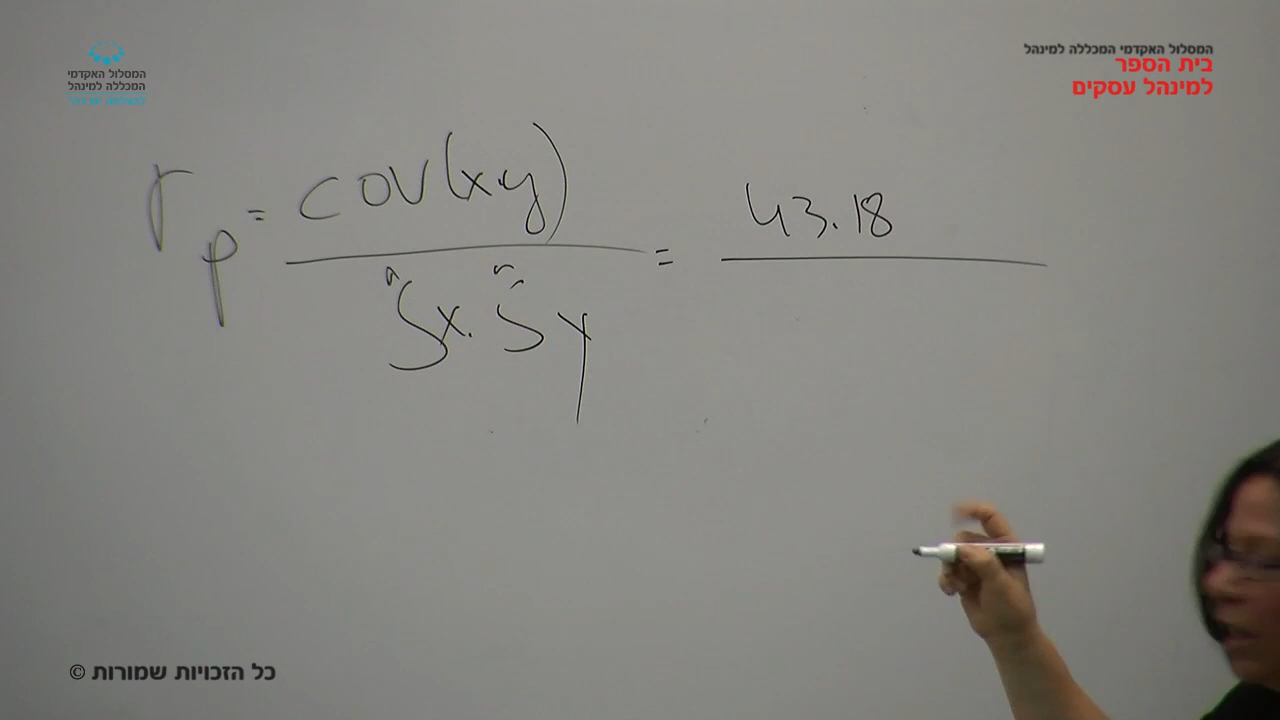 המסלול האקדמי המכללה למינהל
בית הספר
למינהל עסקים
המסלול האקדמי
המכללה למינהל
r_p = cov(x,y) / Ŝx · Ŝy = 43.18 /
כל הזכויות שמורות ©